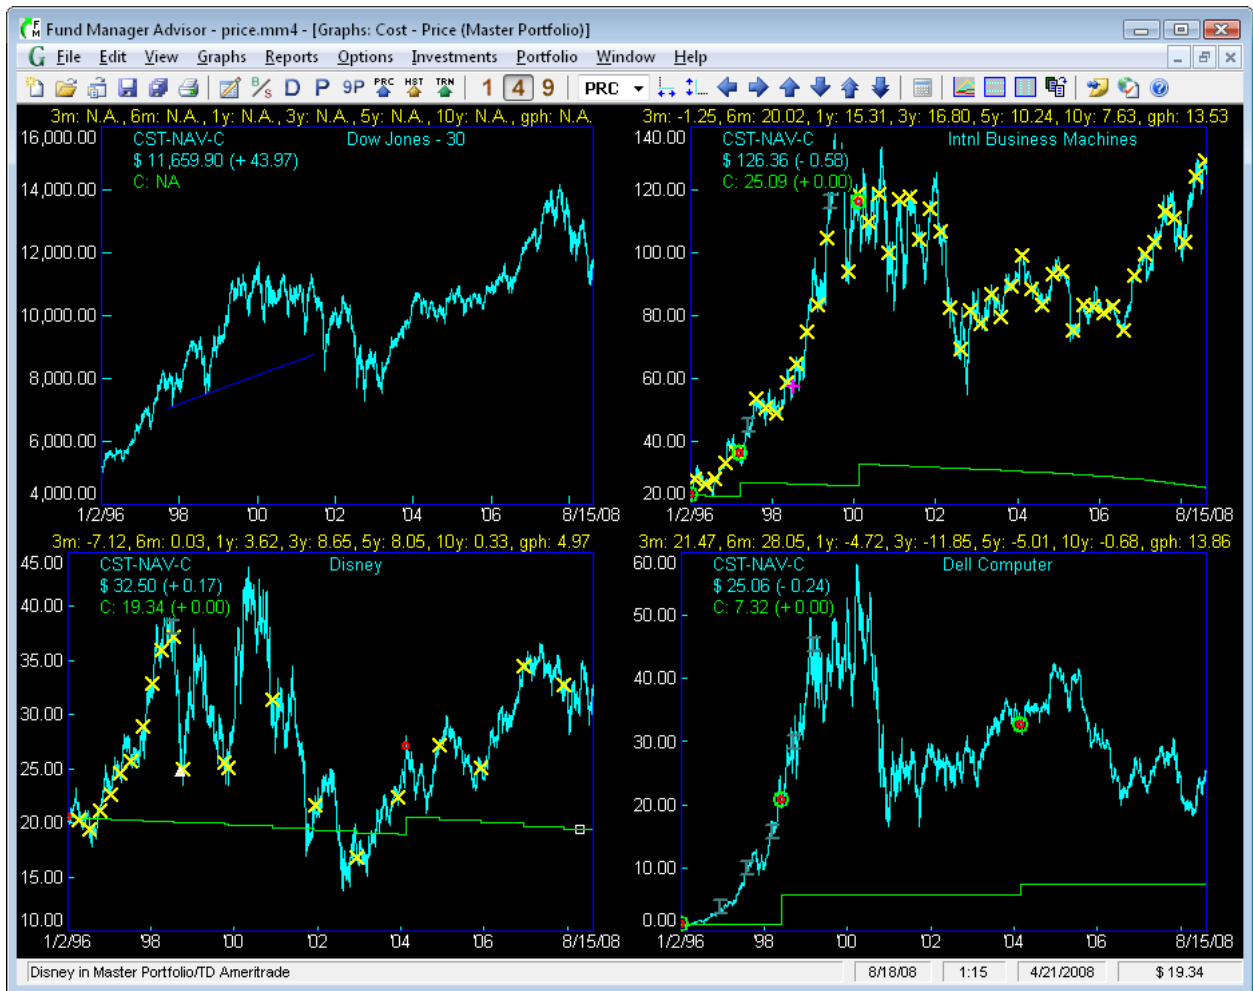 Fund Manager Advisor - price.mm4 - [Graphs: Cost - Price (Master Portfolio)]
File Edit View Graphs Reports Options Investments Portfolio Window Help
B/S D P 9P PRC HST TRN 1 4 9 PRC
3m: N.A., 6m: N.A., 1y: N.A., 3y: N.A., 5y: N.A., 10y: N.A., gph: N.A.
16,000.00
CST-NAV-C
Dow Jones - 30
$ 11,659.90 (+ 43.97)
C: NA
14,000.00
12,000.00
10,000.00
8,000.00
6,000.00
4,000.00
1/2/96 '98 '00 '02 '04 '06 8/15/08
3m: -1.25, 6m: 20.02, 1y: 15.31, 3y: 16.80, 5y: 10.24, 10y: 7.63, gph: 13.53
140.00
CST-NAV-C
Intnl Business Machines
$ 126.36 (- 0.58)
C: 25.09 (+ 0.00)
120.00
100.00
80.00
60.00
40.00
20.00
1/2/96 '98 '00 '02 '04 '06 8/15/08
3m: -7.12, 6m: 0.03, 1y: 3.62, 3y: 8.65, 5y: 8.05, 10y: 0.33, gph: 4.97
45.00
CST-NAV-C
Disney
$ 32.50 (+ 0.17)
C: 19.34 (+ 0.00)
40.00
35.00
30.00
25.00
20.00
15.00
10.00
1/2/96 '98 '00 '02 '04 '06 8/15/08
3m: 21.47, 6m: 28.05, 1y: -4.72, 3y: -11.85, 5y: -5.01, 10y: -0.68, gph: 13.86
60.00
CST-NAV-C
Dell Computer
$ 25.06 (- 0.24)
C: 7.32 (+ 0.00)
50.00
40.00
30.00
20.00
10.00
0.00
1/2/96 '98 '00 '02 '04 '06 8/15/08
Disney in Master Portfolio/TD Ameritrade 8/18/08 1:15 4/21/2008 $ 19.34